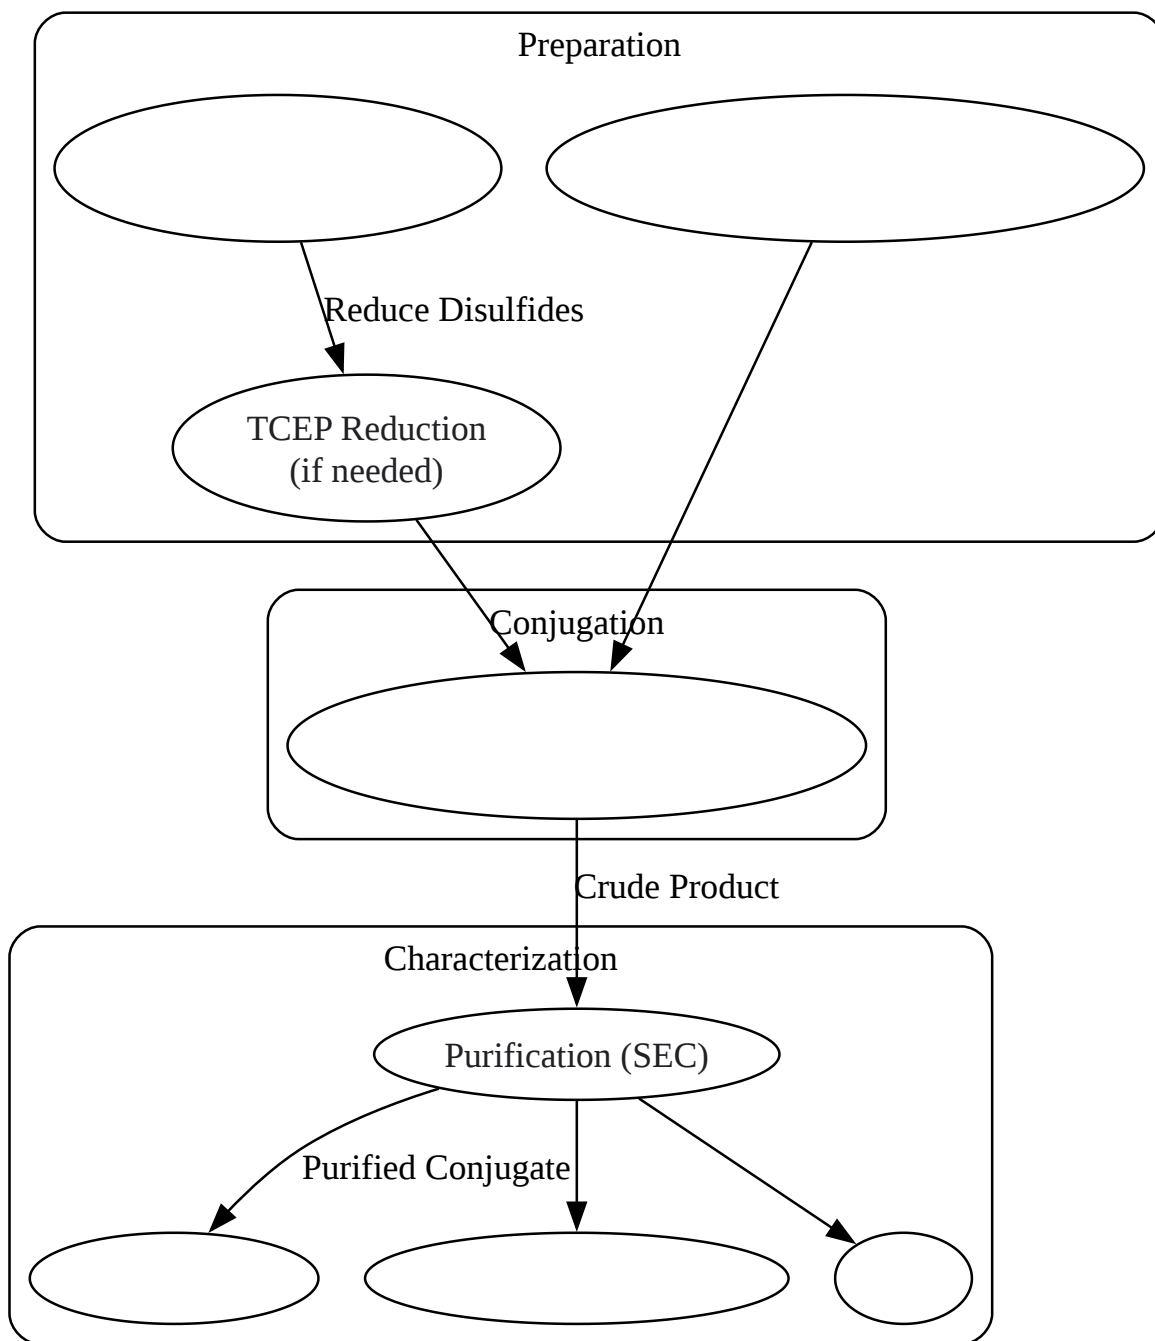 Preparation
Reduce Disulfides
TCEP Reduction
(if needed)
Conjugation
Crude Product
Characterization
Purification (SEC)
Purified Conjugate